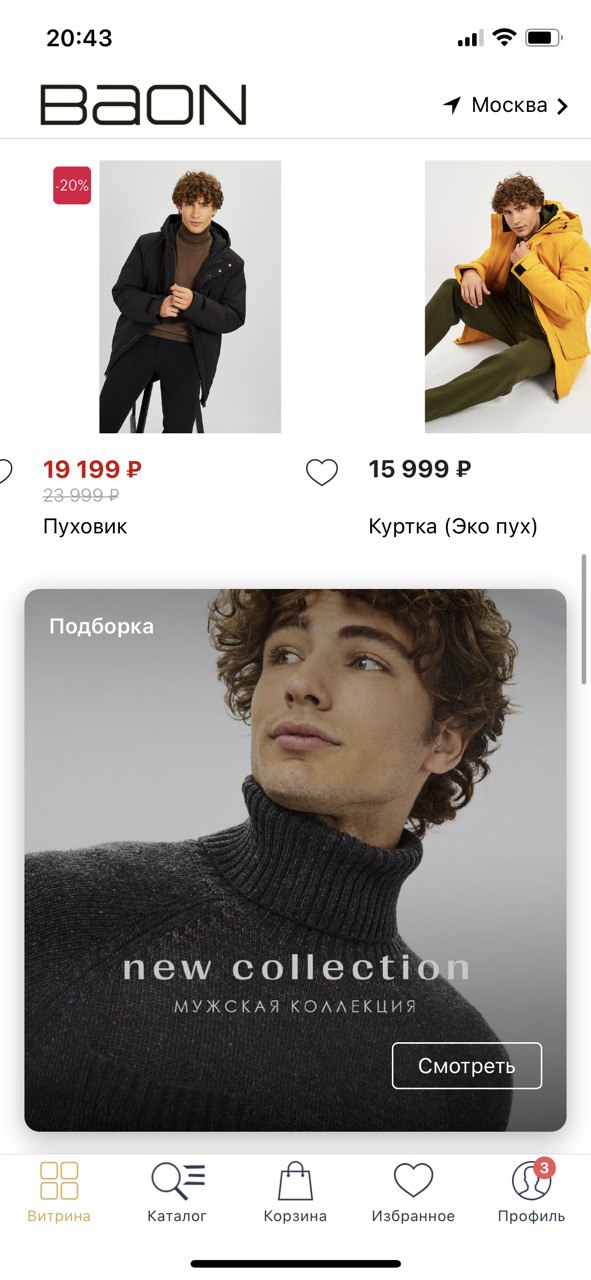 20:43
BaON
Москва
-20%
19 199 ₽
15 999 ₽
23 999 ₽
Пуховик
Куртка (Эко пух)
Подборка
new collection
МУЖСКАЯ КОЛЛЕКЦИЯ
Смотреть
3
Витрина
Каталог
Корзина
Избранное
Профиль